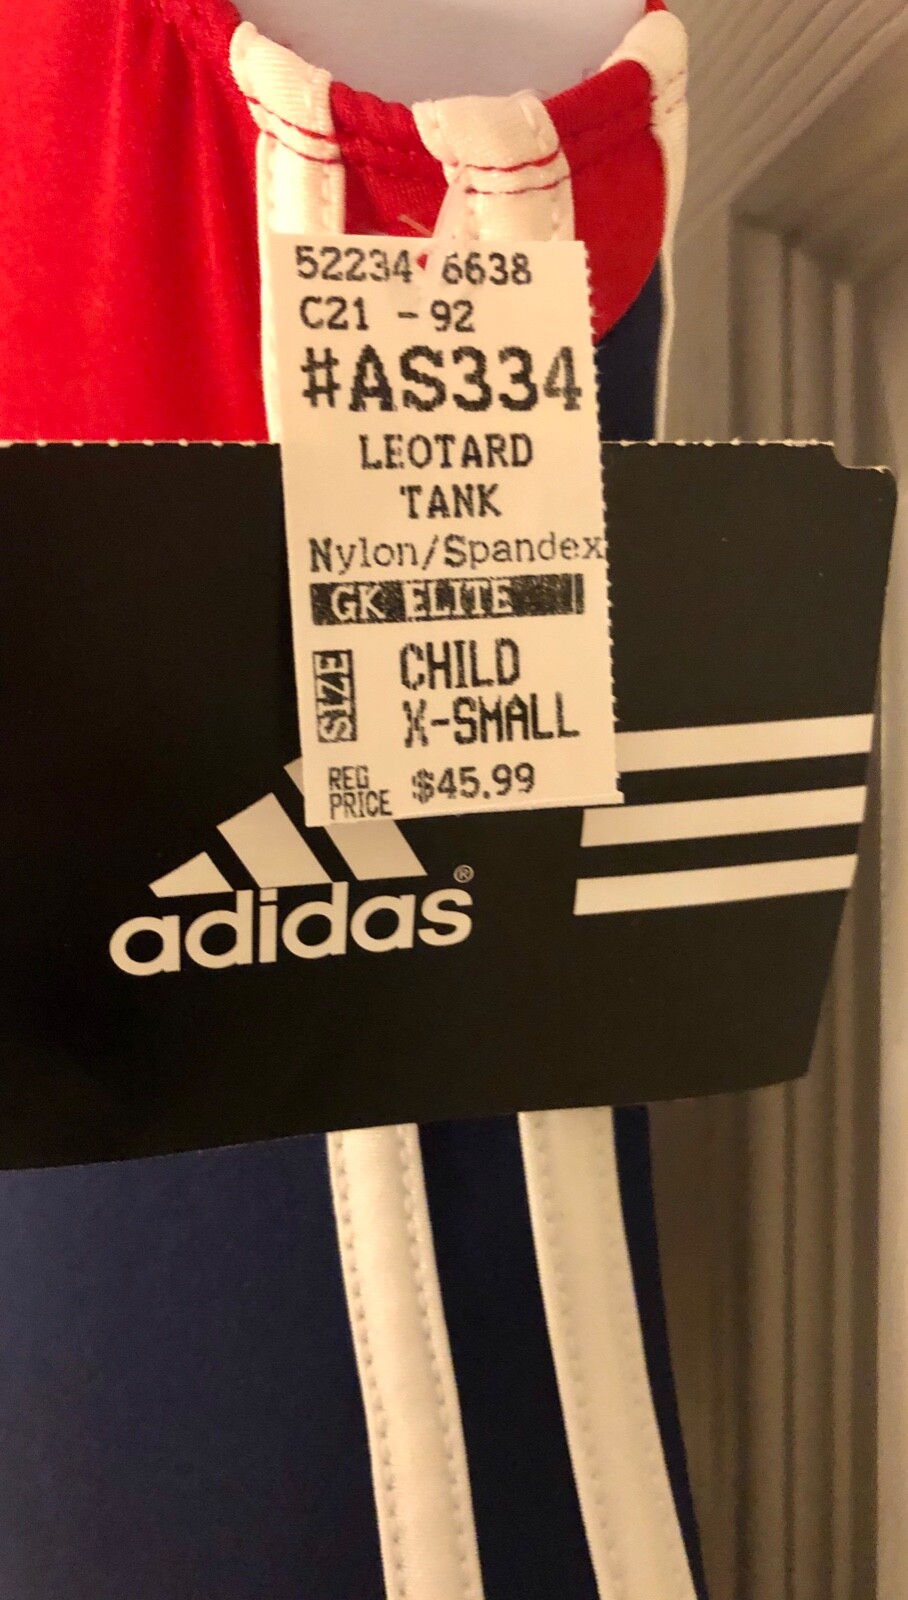 52234 6638
C21 - 92
#AS334
LEOTARD
TANK
Nylon/Spandex
GK ELITE
SIZE
CHILD
X-SMALL
REG
PRICE $45.99
adidas®